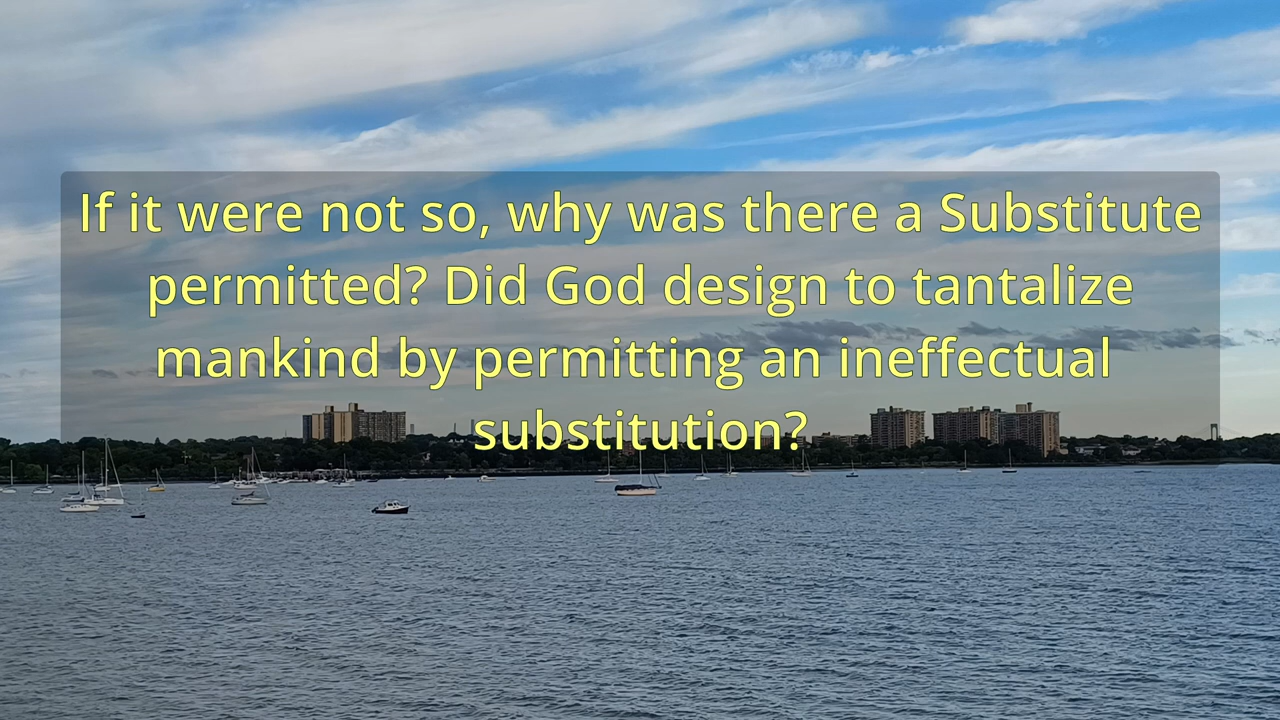 If it were not so, why was there a Substitute
permitted? Did God design to tantalize
mankind by permitting an ineffectual
substitution?